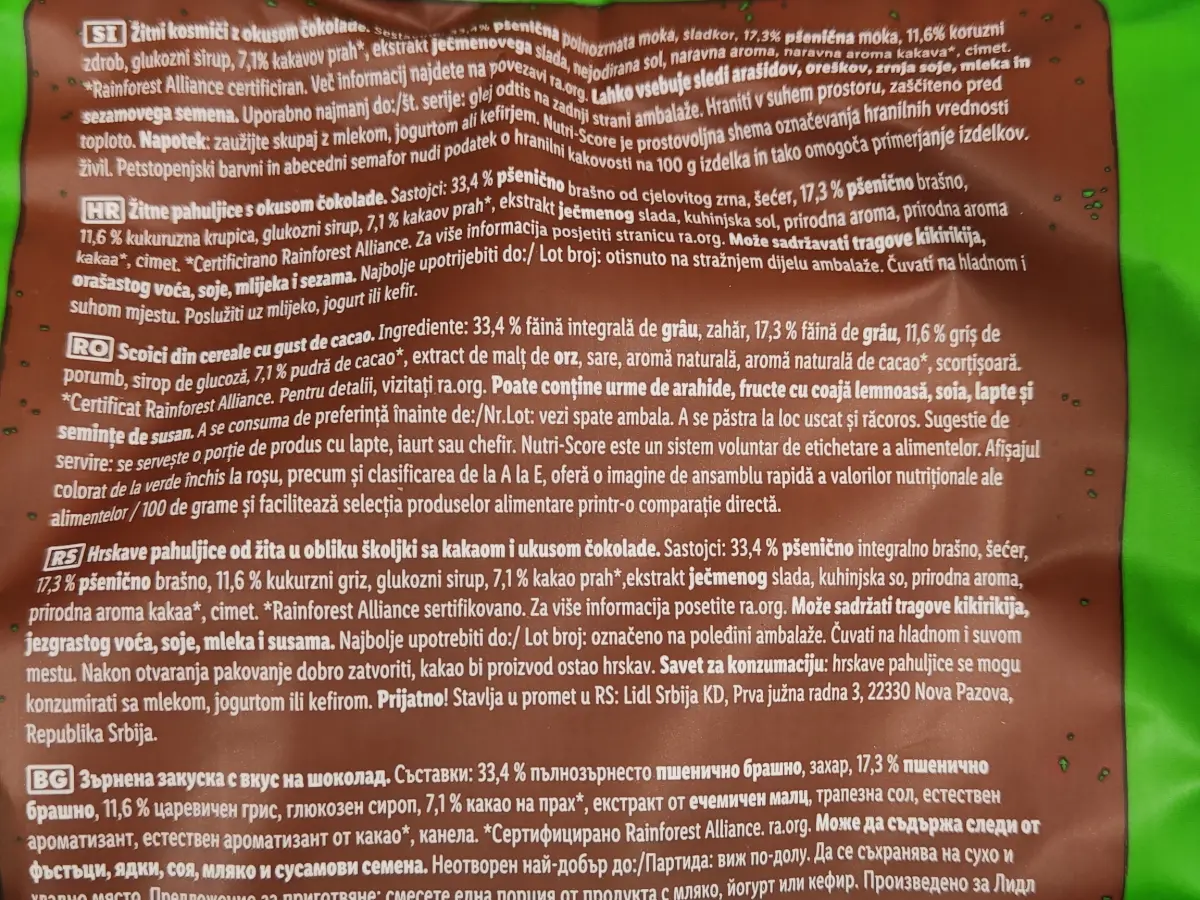 SI Žitni kosmiči z okusom čokolade. pšenična polnozrnata moka, sladkor, 17,3% pšenična moka, 11,6% koruzni
zdrob, glukozni sirup, 7,1% kakavov prah*, ekstrakt ječmenovega slada, nejodirana sol, naravna aroma, naravna aroma kakava*, cimet.
*Rainforest Alliance certificiran. Več informacij najdete na povezavi ra.org. Lahko vsebuje sledi arašidov, oreškov, zrnja soje, mleka in
sezamovega semena. Uporabno najmanj do:/št. serije: glej odtis na zadnji strani ambalaže. Hraniti v suhem prostoru, zaščiteno pred
toploto. Napotek: zaužijte skupaj z mlekom, jogurtom ali kefirjem. Nutri-Score je prostovoljna shema označevanja hranilnih vrednosti
živil. Petstopenjski barvni in abecedni semafor nudi podatek o hranilni kakovosti na 100 g izdelka in tako omogoča primerjanje izdelkov.
HR Žitne pahuljice s okusom čokolade. Sastojci: 33,4 % pšenično brašno od cjelovitog zrna, šećer, 17,3 % pšenično brašno,
11,6 % kukuruzna krupica, glukozni sirup, 7,1 % kakaov prah*, ekstrakt ječmenog slada, kuhinjska sol, prirodna aroma, prirodna aroma
kakaa*, cimet. *Certificirano Rainforest Alliance. Za više informacija posjetiti stranicu ra.org. Može sadržavati tragove kikirikija,
orašastog voća, soje, mlijeka i sezama. Najbolje upotrijebiti do:/ Lot broj: otisnuto na stražnjem dijelu ambalaže. Čuvati na hladnom i
suhom mjestu. Poslužiti uz mlijeko, jogurt ili kefir.
RO Scoici din cereale cu gust de cacao. Ingrediente: 33,4 % făină integrală de grâu, zahăr, 17,3 % făină de grâu, 11,6 % griș de
porumb, sirop de glucoză, 7,1 % pudră de cacao*, extract de malț de orz, sare, aromă naturală, aromă naturală de cacao*, scorțișoară.
*Certificat Rainforest Alliance. Pentru detalii, vizitați ra.org. Poate conține urme de arahide, fructe cu coajă lemnoasă, soia, lapte și
semințe de susan. A se consuma de preferință înainte de:/Nr.Lot: vezi spate ambala. A se păstra la loc uscat și răcoros. Sugestie de
servire: se servește o porție de produs cu lapte, iaurt sau chefir. Nutri-Score este un sistem voluntar de etichetare a alimentelor. Afișajul
colorat de la verde închis la roșu, precum și clasificarea de la A la E, oferă o imagine de ansamblu rapidă a valorilor nutriționale ale
alimentelor / 100 de grame și facilitează selecția produselor alimentare printr-o comparație directă.
RS Hrskave pahuljice od žita u obliku školjki sa kakaom i ukusom čokolade. Sastojci: 33,4 % pšenično integralno brašno, šećer,
17,3 % pšenično brašno, 11,6 % kukurzni griz, glukozni sirup, 7,1 % kakao prah*,ekstrakt ječmenog slada, kuhinjska so, prirodna aroma,
prirodna aroma kakaa*, cimet. *Rainforest Alliance sertifikovano. Za više informacija posetite ra.org. Može sadržati tragove kikirikija,
jezgrastog voća, soje, mleka i susama. Najbolje upotrebiti do:/ Lot broj: označeno na poleđini ambalaže. Čuvati na hladnom i suvom
mestu. Nakon otvaranja pakovanje dobro zatvoriti, kako bi proizvod ostao hrskav. Savet za konzumaciju: hrskave pahuljice se mogu
konzumirati sa mlekom, jogurtom ili kefirom. Prijatno! Stavlja u promet u RS: Lidl Srbija KD, Prva južna radna 3, 22330 Nova Pazova,
Republika Srbija.
BG Зърнена закуска с вкус на шоколад. Съставки: 33,4 % пълнозърнесто пшенично брашно, захар, 17,3 % пшенично
брашно, 11,6 % царевичен грис, глюкозен сироп, 7,1 % какао на прах*, екстракт от ечемичен малц, трапезна сол, естествен
ароматизант, естествен ароматизант от какао*, канела. *Сертифицирано Rainforest Alliance. ra.org. Може да съдържа следи от
фъстъци, ядки, соя, мляко и сусамови семена. Неотворен най-добър до:/Партида: виж по-долу. Да се съхранява на сухо и
хладно място. Предложение за приготвяне: смесете една порция от продукта с мляко, йогурт или кефир. Произведено за Лидл